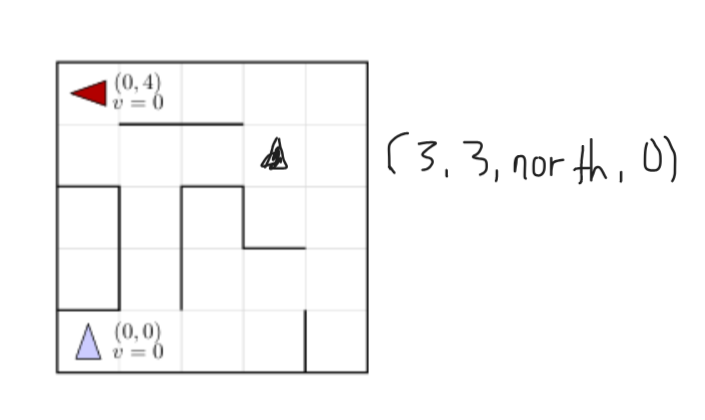 (0, 4)
v = 0
(3, 3, north, 0)
(0, 0)
v = 0